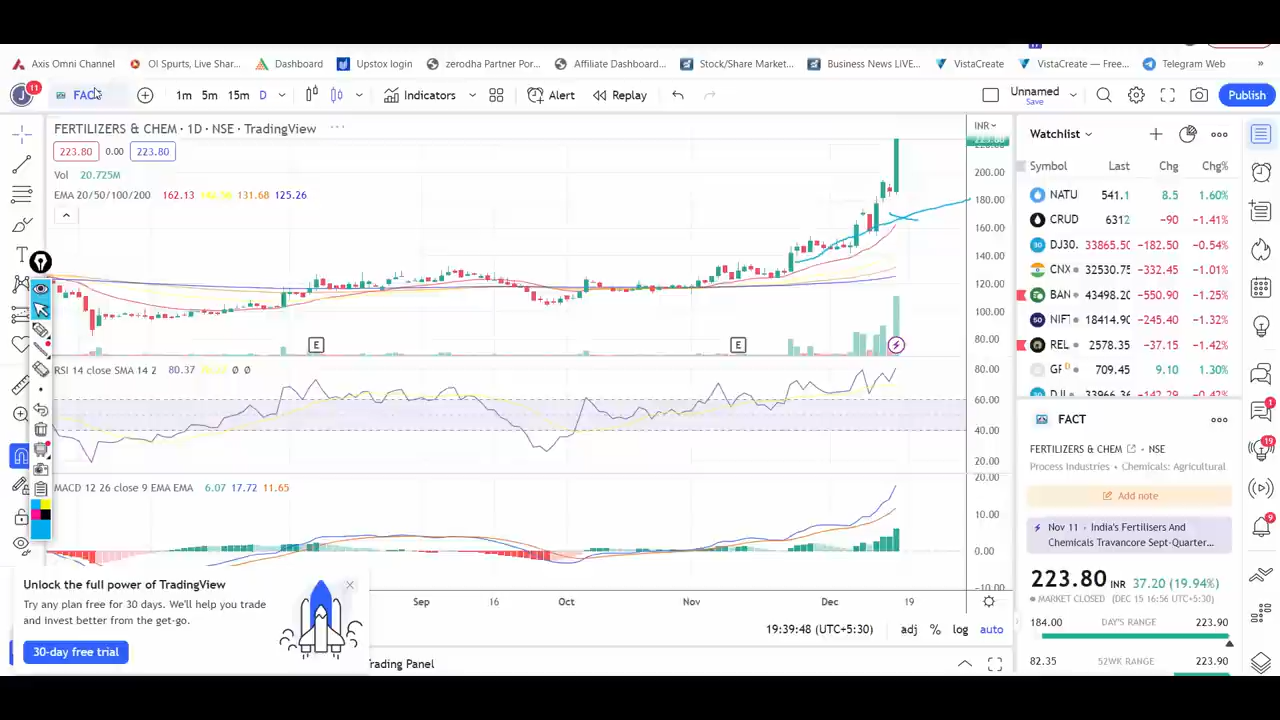 Axis Omni Channel OI Spurts, Live Shar... Dashboard Upstox login zerodha Partner Por... Affiliate Dashboard... Stock/Share Market... Business News LIVE... VistaCreate VistaCreate — Free... Telegram Web »
J 11 FACT 1m 5m 15m D Indicators Alert Replay Unnamed Save Publish
FERTILIZERS & CHEM · 1D · NSE · TradingView ···
INR
223.80 0.00 223.80
Vol 20.725M
EMA 20/50/100/200 162.13 131.68 125.26
200.00
180.00
160.00
140.00
120.00
100.00
80.00
E E
RSI 14 close SMA 14 2 80.37 Ø Ø
80.00
60.00
40.00
20.00
MACD 12 26 close 9 EMA EMA 6.07 17.72 11.65
20.00
10.00
0.00
−10.00
Sep 16 Oct Nov Dec 19
19:39:48 (UTC+5:30) adj % log auto
Unlock the full power of TradingView
Try any plan free for 30 days. We'll help you trade
and invest better from the get-go.
30-day free trial
Trading Panel
Watchlist
Symbol Last Chg Chg%
NATU 541.1 8.5 1.60%
CRUD 6312 −90 −1.41%
DJ30. 33865.50 −182.50 −0.54%
CNX 32530.75 −332.45 −1.01%
BAN 43498.20 −550.90 −1.25%
NIFT 18414.90 −245.40 −1.32%
REL 2578.35 −37.15 −1.42%
GF D 709.45 9.10 1.30%
FACT
FERTILIZERS & CHEM · NSE
Process Industries · Chemicals: Agricultural
Add note
Nov 11 · India's Fertilisers And
Chemicals Travancore Sept-Quarter...
223.80 INR 37.20 (19.94%)
MARKET CLOSED (DEC 15 16:56 UTC+5:30)
184.00 DAY'S RANGE 223.90
82.35 52WK RANGE 223.90
1
19
9